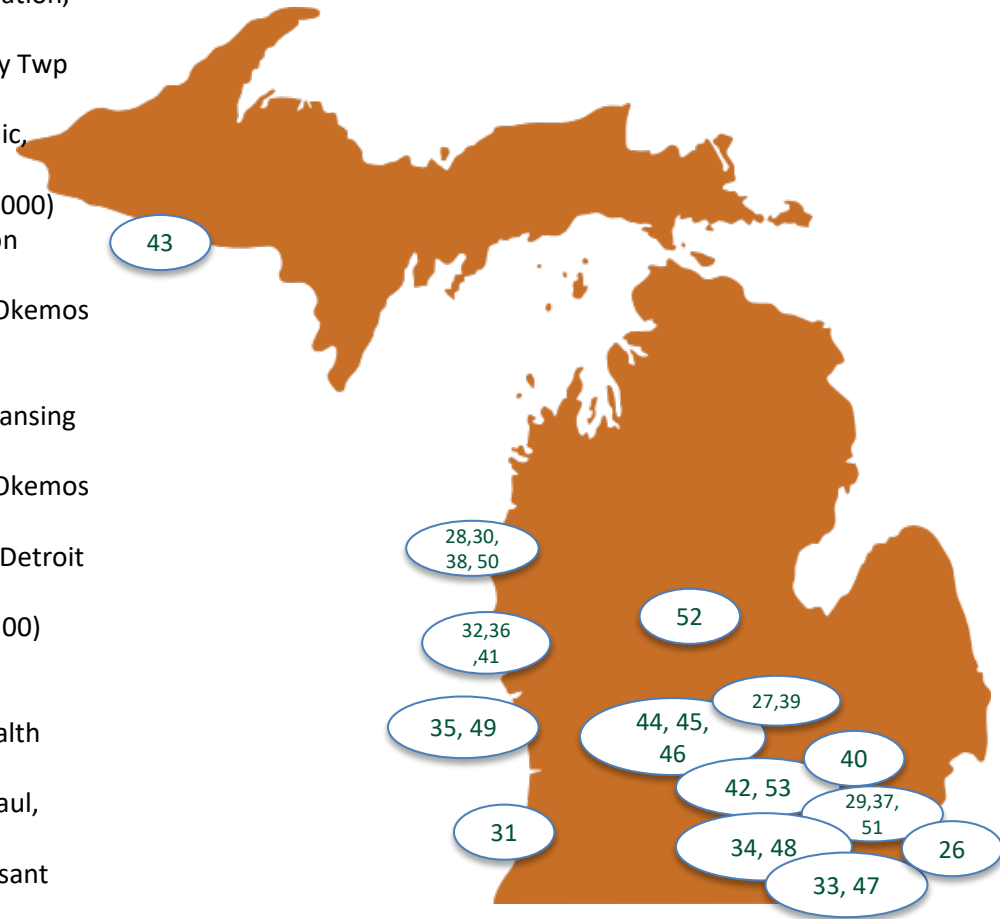 ution,
y Twp
ic,
000)
on
Okemos
ansing
Okemos
Detroit
00)
alth
aul,
sant
43
28,30,
38, 50
52
32,36
,41
27,39
35, 49
44, 45,
46
40
42, 53
29,37,
51
31
34, 48
26
33, 47